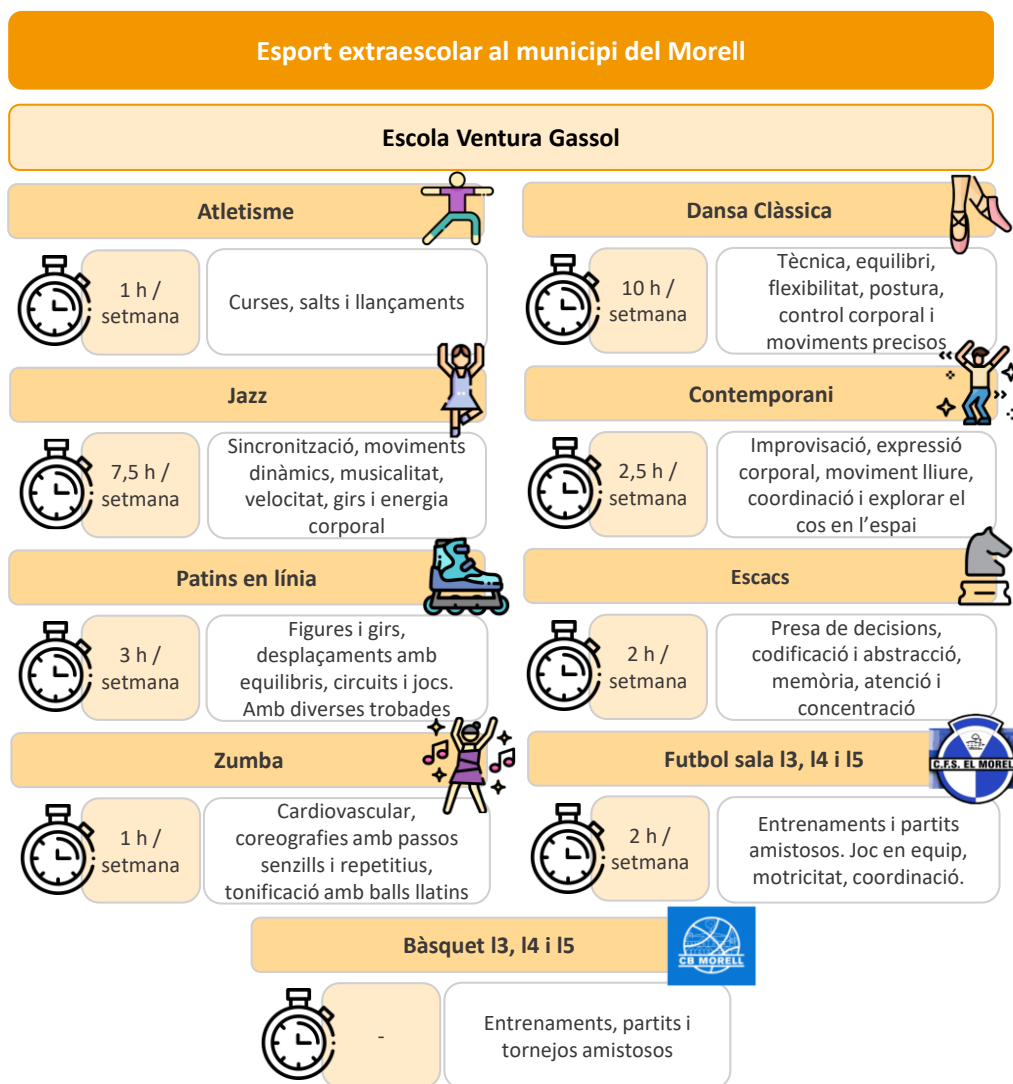 Esport extraescolar al municipi del Morell
Escola Ventura Gassol
Atletisme
1 h /
setmana
Curses, salts i llançaments
Dansa Clàssica
10 h /
setmana
Tècnica, equilibri,
flexibilitat, postura,
control corporal i
moviments precisos
Jazz
7,5 h /
setmana
Sincronització, moviments
dinàmics, musicalitat,
velocitat, girs i energia
corporal
Contemporani
2,5 h /
setmana
Improvisació, expressió
corporal, moviment lliure,
coordinació i explorar el
cos en l’espai
Patins en línia
3 h /
setmana
Figures i girs,
desplaçaments amb
equilibris, circuits i jocs.
Amb diverses trobades
Escacs
2 h /
setmana
Presa de decisions,
codificació i abstracció,
memòria, atenció i
concentració
Zumba
1 h /
setmana
Cardiovascular,
coreografies amb passos
senzills i repetitius,
tonificació amb balls llatins
Futbol sala I3, I4 i I5
C.F.S. EL MORELL
2 h /
setmana
Entrenaments i partits
amistosos. Joc en equip,
motricitat, coordinació.
Bàsquet I3, I4 i I5
CB MORELL
-
Entrenaments, partits i
tornejos amistosos